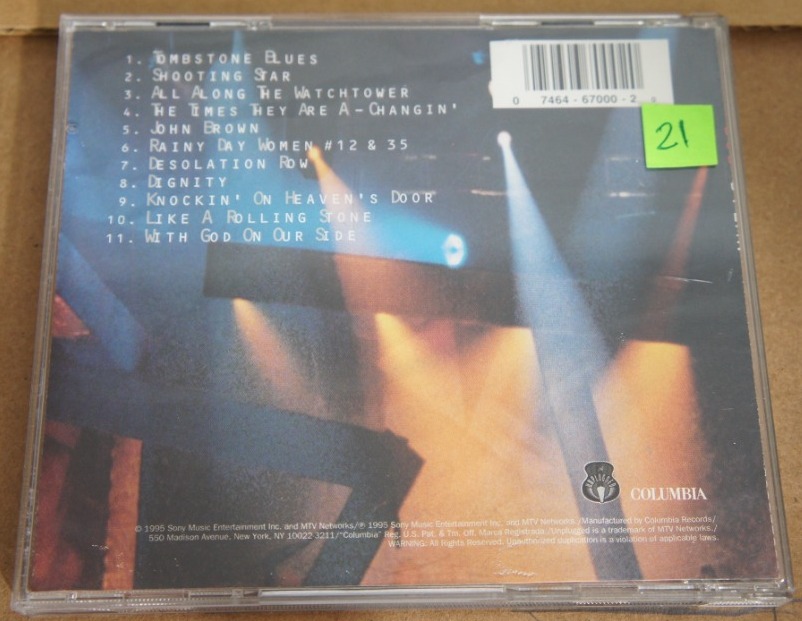 1. Tombstone Blues
2. Shooting Star
3. All Along The Watchtower
4. The Times They Are A-Changin'
5. John Brown
6. Rainy Day Women #12 & 35
7. Desolation Row
8. Dignity
9. Knockin' On Heaven's Door
10. Like A Rolling Stone
11. With God On Our Side
0 7464-67000-2
21
COLUMBIA
© 1995 Sony Music Entertainment Inc. and MTV Networks/℗ 1995 Sony Music Entertainment Inc. and MTV Networks./Manufactured by Columbia Records/
550 Madison Avenue, New York, NY 10022-3211/"Columbia" Reg. U.S. Pat. & Tm. Off. Marca Registrada./Unplugged is a trademark of MTV Networks./
WARNING: All Rights Reserved. Unauthorized duplication is a violation of applicable laws.